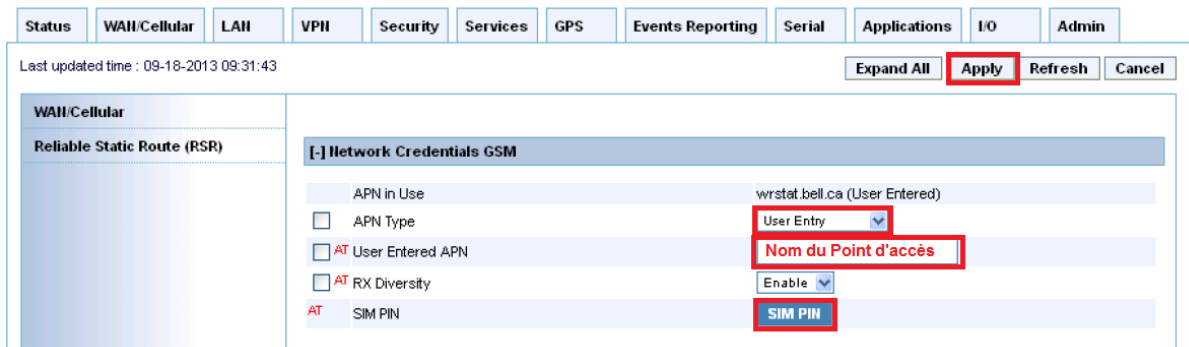 Status WAN/Cellular LAN VPN Security Services GPS Events Reporting Serial Applications I/O Admin
Last updated time : 09-18-2013 09:31:43
Expand All Apply Refresh Cancel
WAN/Cellular
Reliable Static Route (RSR)
[-] Network Credentials GSM
APN in Use wrstat.bell.ca (User Entered)
APN Type User Entry
AT User Entered APN Nom du Point d'accès
AT RX Diversity Enable
AT SIM PIN SIM PIN